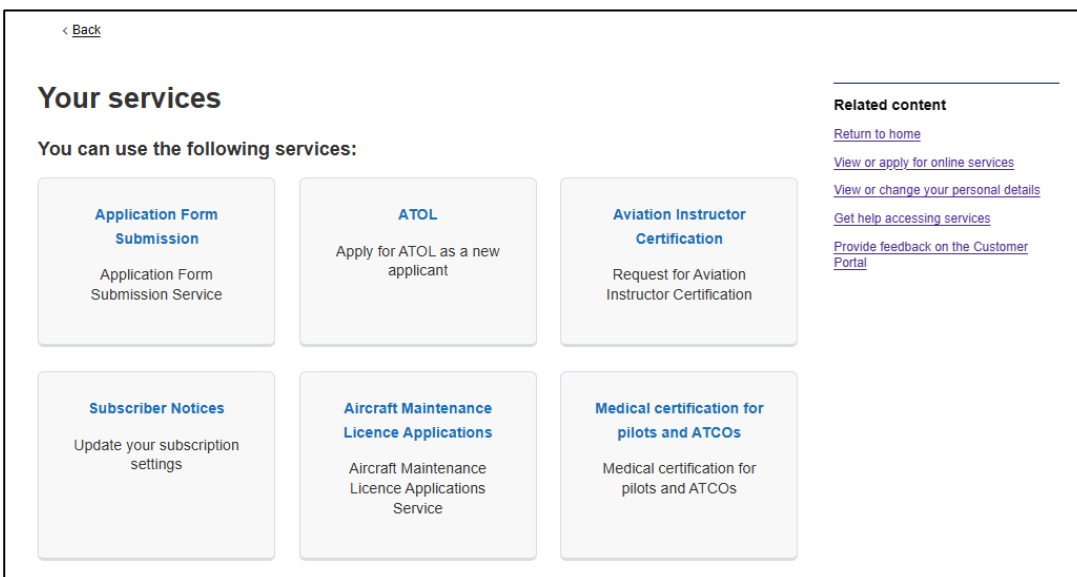 < Back
Your services
You can use the following services:
Application Form
Submission
Application Form
Submission Service
ATOL
Apply for ATOL as a new
applicant
Aviation Instructor
Certification
Request for Aviation
Instructor Certification
Subscriber Notices
Update your subscription
settings
Aircraft Maintenance
Licence Applications
Aircraft Maintenance
Licence Applications
Service
Medical certification for
pilots and ATCOs
Medical certification for
pilots and ATCOs
Related content
Return to home
View or apply for online services
View or change your personal details
Get help accessing services
Provide feedback on the Customer
Portal